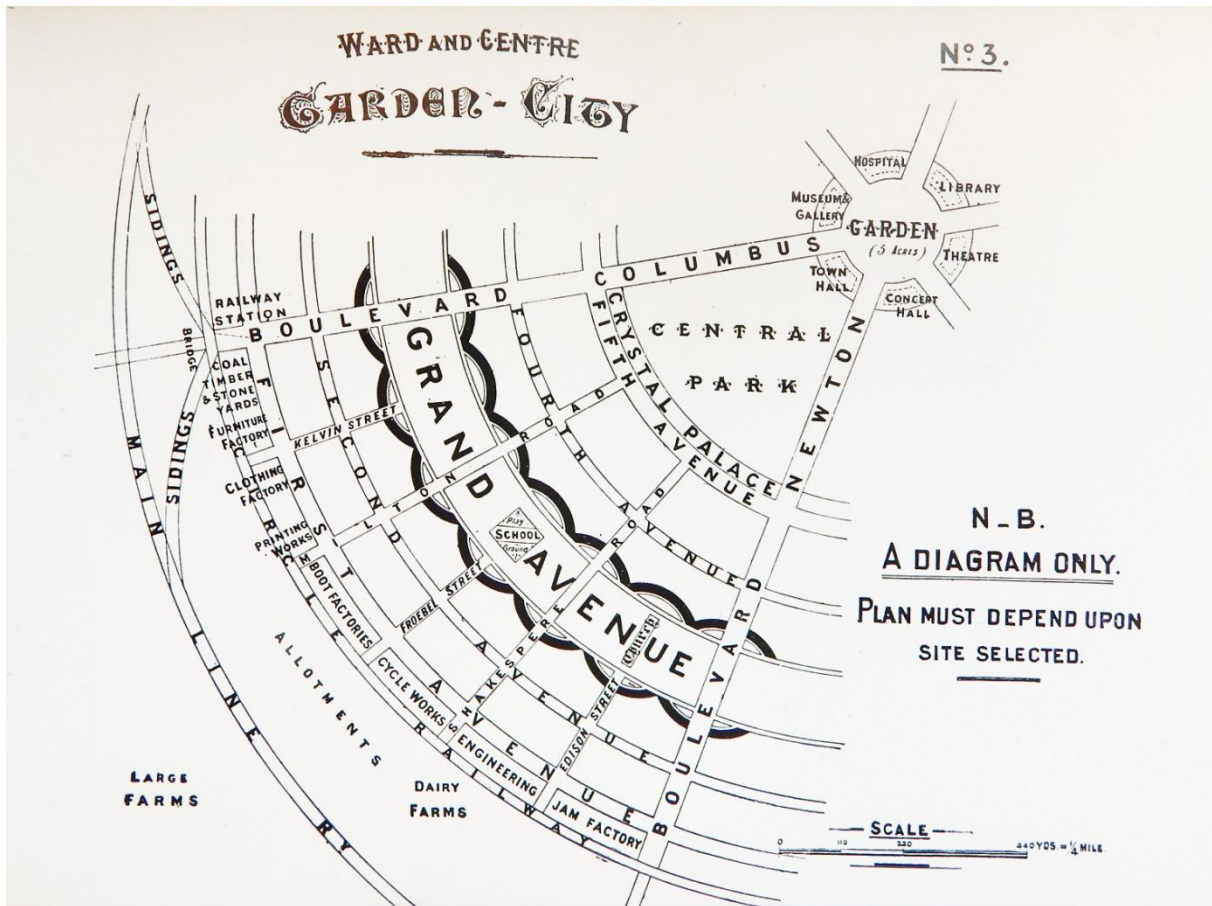 WARD AND CENTRE
GARDEN-CITY
Nº 3.
HOSPITAL
LIBRARY
MUSEUM &
GALLERY
GARDEN
(5 ACRES)
THEATRE
TOWN
HALL
CONCERT
HALL
BOULEVARD COLUMBUS
CENTRAL
PARK
CRYSTAL PALACE
FIFTH AVENUE
FOURTH AVENUE
GRAND AVENUE
SECOND AVENUE
FIRST AVENUE
BOULEVARD NEWTON
KELVIN STREET
MILTON ROAD
FROEBEL STREET
SHAKESPERE ROAD
EDISON STREET
Play
SCHOOL
Ground
Church
SIDINGS
RAILWAY
STATION
BRIDGE
COAL
TIMBER
& STONE
YARDS
FURNITURE
FACTORY
CLOTHING
FACTORY
PRINTING
WORKS
BOOT FACTORIES
CYCLE WORKS
ENGINEERING
JAM FACTORY
CIRCLE RAILWAY
SIDINGS
MAIN LINE RY
ALLOTMENTS
LARGE
FARMS
DAIRY
FARMS
N-B.
A DIAGRAM ONLY.
PLAN MUST DEPEND UPON
SITE SELECTED.
SCALE
0 110 220 440 YDS. = ¼ MILE